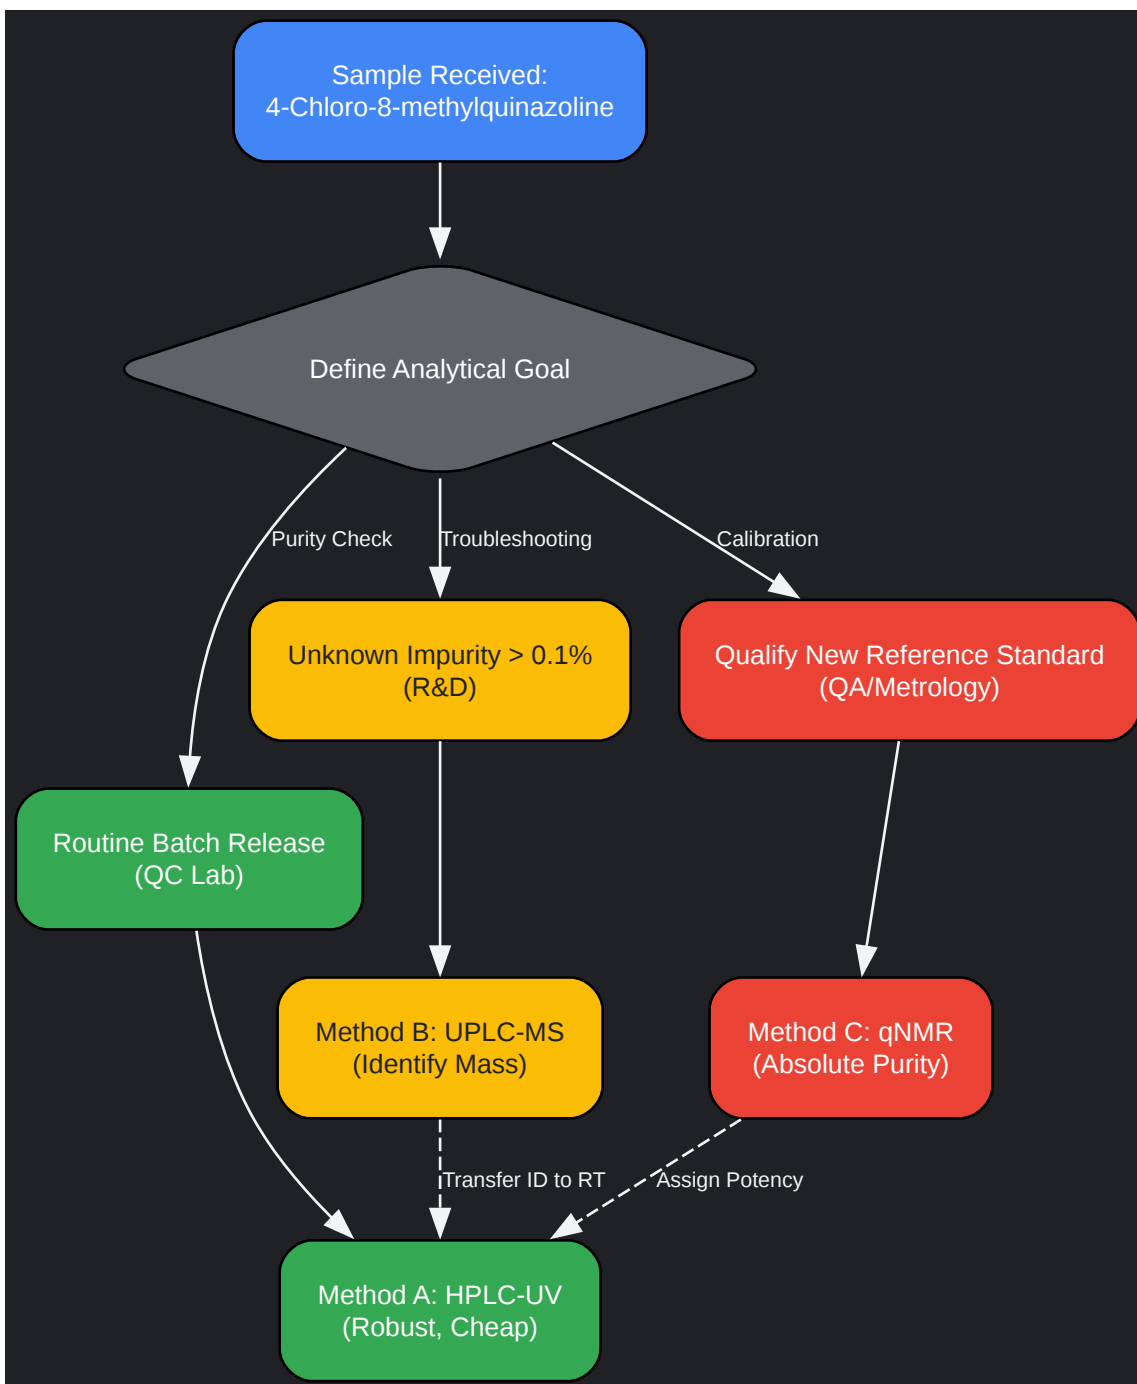 Sample Received:
4-Chloro-8-methylquinazoline
Define Analytical Goal
Purity Check
Troubleshooting
Calibration
Unknown Impurity > 0.1%
(R&D)
Qualify New Reference Standard
(QA/Metrology)
Routine Batch Release
(QC Lab)
Method B: UPLC-MS
(Identify Mass)
Method C: qNMR
(Absolute Purity)
Transfer ID to RT
Assign Potency
Method A: HPLC-UV
(Robust, Cheap)